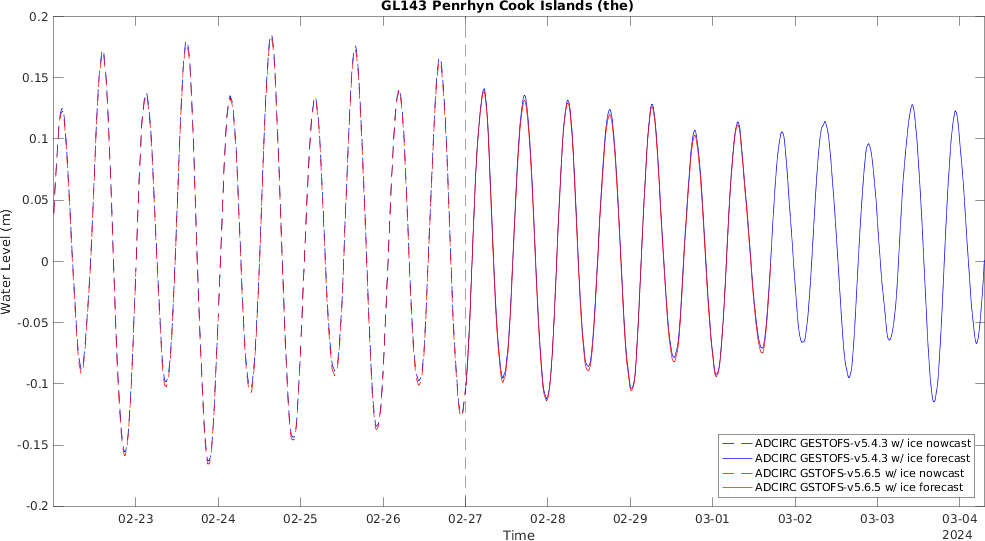 GL143 Penrhyn Cook Islands (the)
0.2
0.15
0.1
0.05
0
-0.05
-0.1
-0.15
-0.2
Water Level (m)
ADCIRC GESTOFS-v5.4.3 w/ ice nowcast
ADCIRC GESTOFS-v5.4.3 w/ ice forecast
ADCIRC GSTOFS-v5.6.5 w/ ice nowcast
ADCIRC GSTOFS-v5.6.5 w/ ice forecast
02-23 02-24 02-25 02-26 02-27 02-28 02-29 03-01 03-02 03-03 03-04
Time
2024